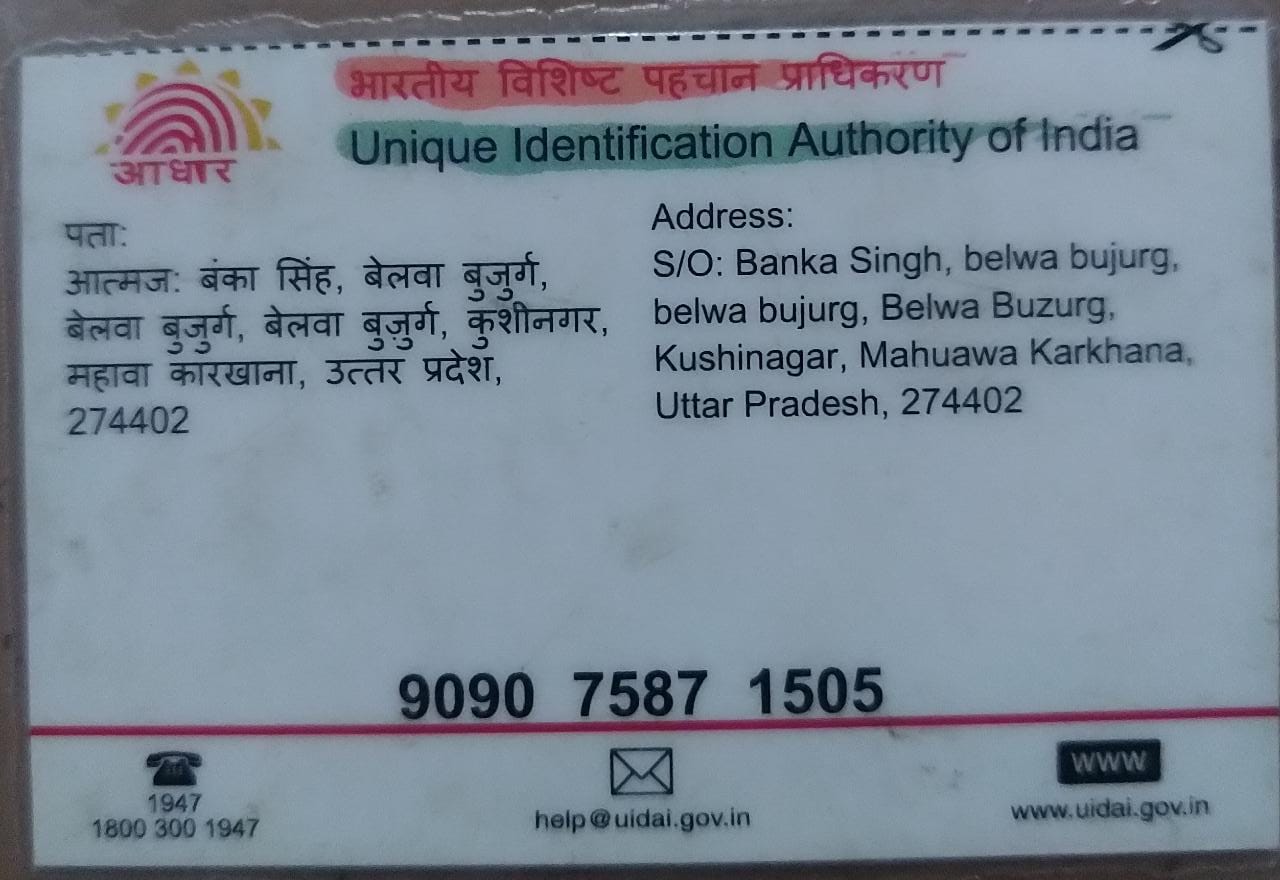 भारतीय विशिष्ट पहचान प्राधिकरण
Unique Identification Authority of India
आधार
पता:
आत्मज: बंका सिंह, बेलवा बुजुर्ग,
बेलवा बुजुर्ग, बेलवा बुज़ुर्ग, कुशीनगर,
महावा कारखाना, उत्तर प्रदेश,
274402
Address:
S/O: Banka Singh, belwa bujurg,
belwa bujurg, Belwa Buzurg,
Kushinagar, Mahuawa Karkhana,
Uttar Pradesh, 274402
9090 7587 1505
1947
1800 300 1947
help@uidai.gov.in
www
www.uidai.gov.in